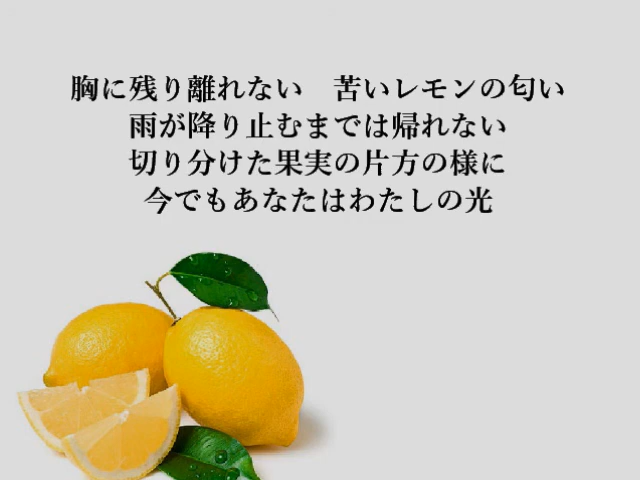 胸に残り離れない　苦いレモンの匂い
雨が降り止むまでは帰れない
切り分けた果実の片方の様に
今でもあなたはわたしの光